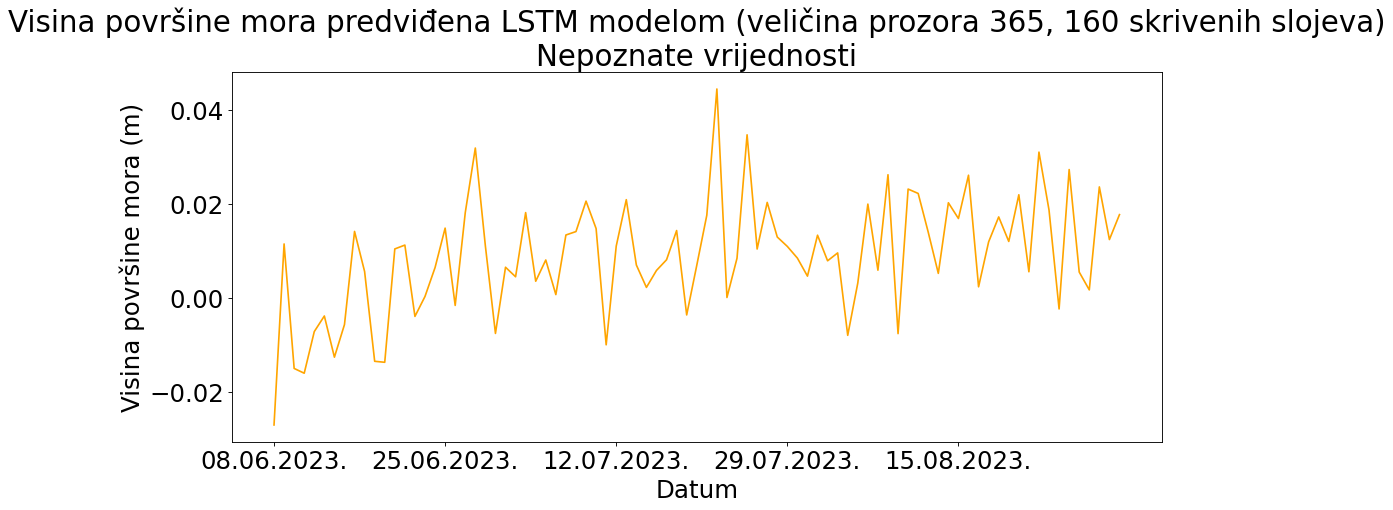 Visina površine mora predviđena LSTM modelom (veličina prozora 365, 160 skrivenih slojeva)
Nepoznate vrijednosti
Visina površine mora (m)
0.04
0.02
0.00
−0.02
08.06.2023. 25.06.2023. 12.07.2023. 29.07.2023. 15.08.2023.
Datum